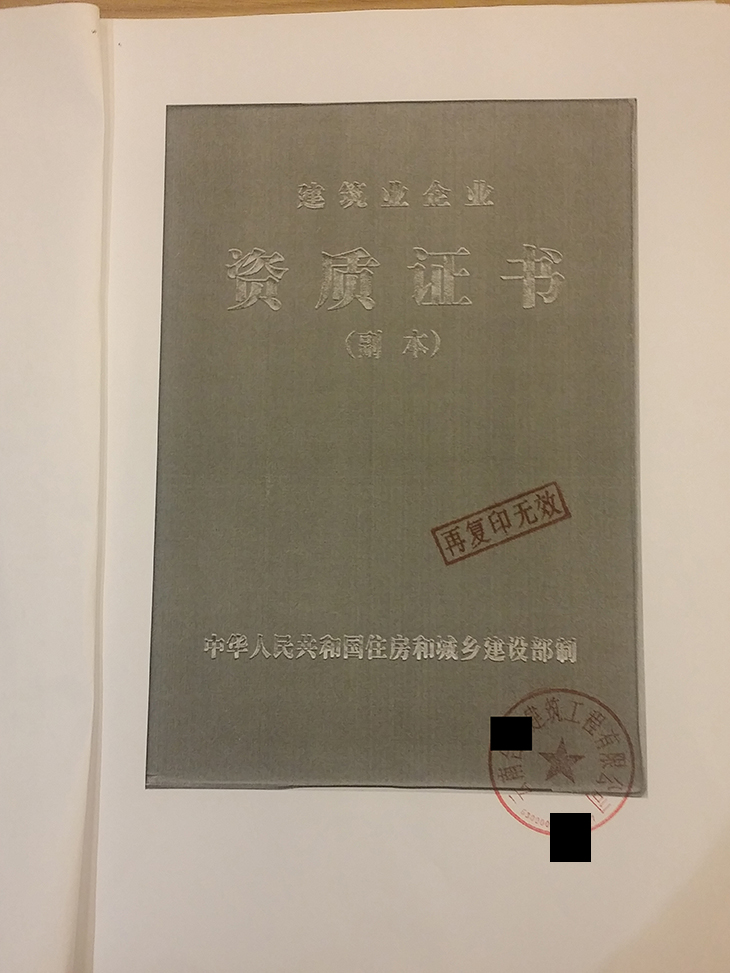 建筑业企业
资质证书
(副本)
再复印无效
中华人民共和国住房和城乡建设部制
云南
建筑工程有限公司